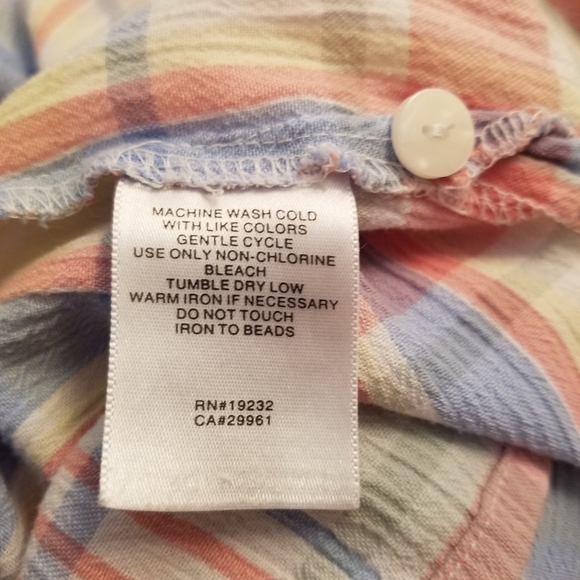 MACHINE WASH COLD
WITH LIKE COLORS
GENTLE CYCLE
USE ONLY NON-CHLORINE
BLEACH
TUMBLE DRY LOW
WARM IRON IF NECESSARY
DO NOT TOUCH
IRON TO BEADS
RN#19232
CA#29961